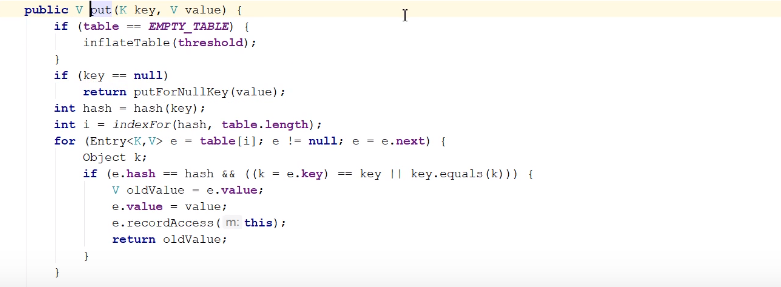 public V put(K key, V value) {
    if (table == EMPTY_TABLE) {
        inflateTable(threshold);
    }
    if (key == null)
        return putForNullKey(value);
    int hash = hash(key);
    int i = indexFor(hash, table.length);
    for (Entry<K,V> e = table[i]; e != null; e = e.next) {
        Object k;
        if (e.hash == hash && ((k = e.key) == key || key.equals(k))) {
            V oldValue = e.value;
            e.value = value;
            e.recordAccess( m: this);
            return oldValue;
        }
    }